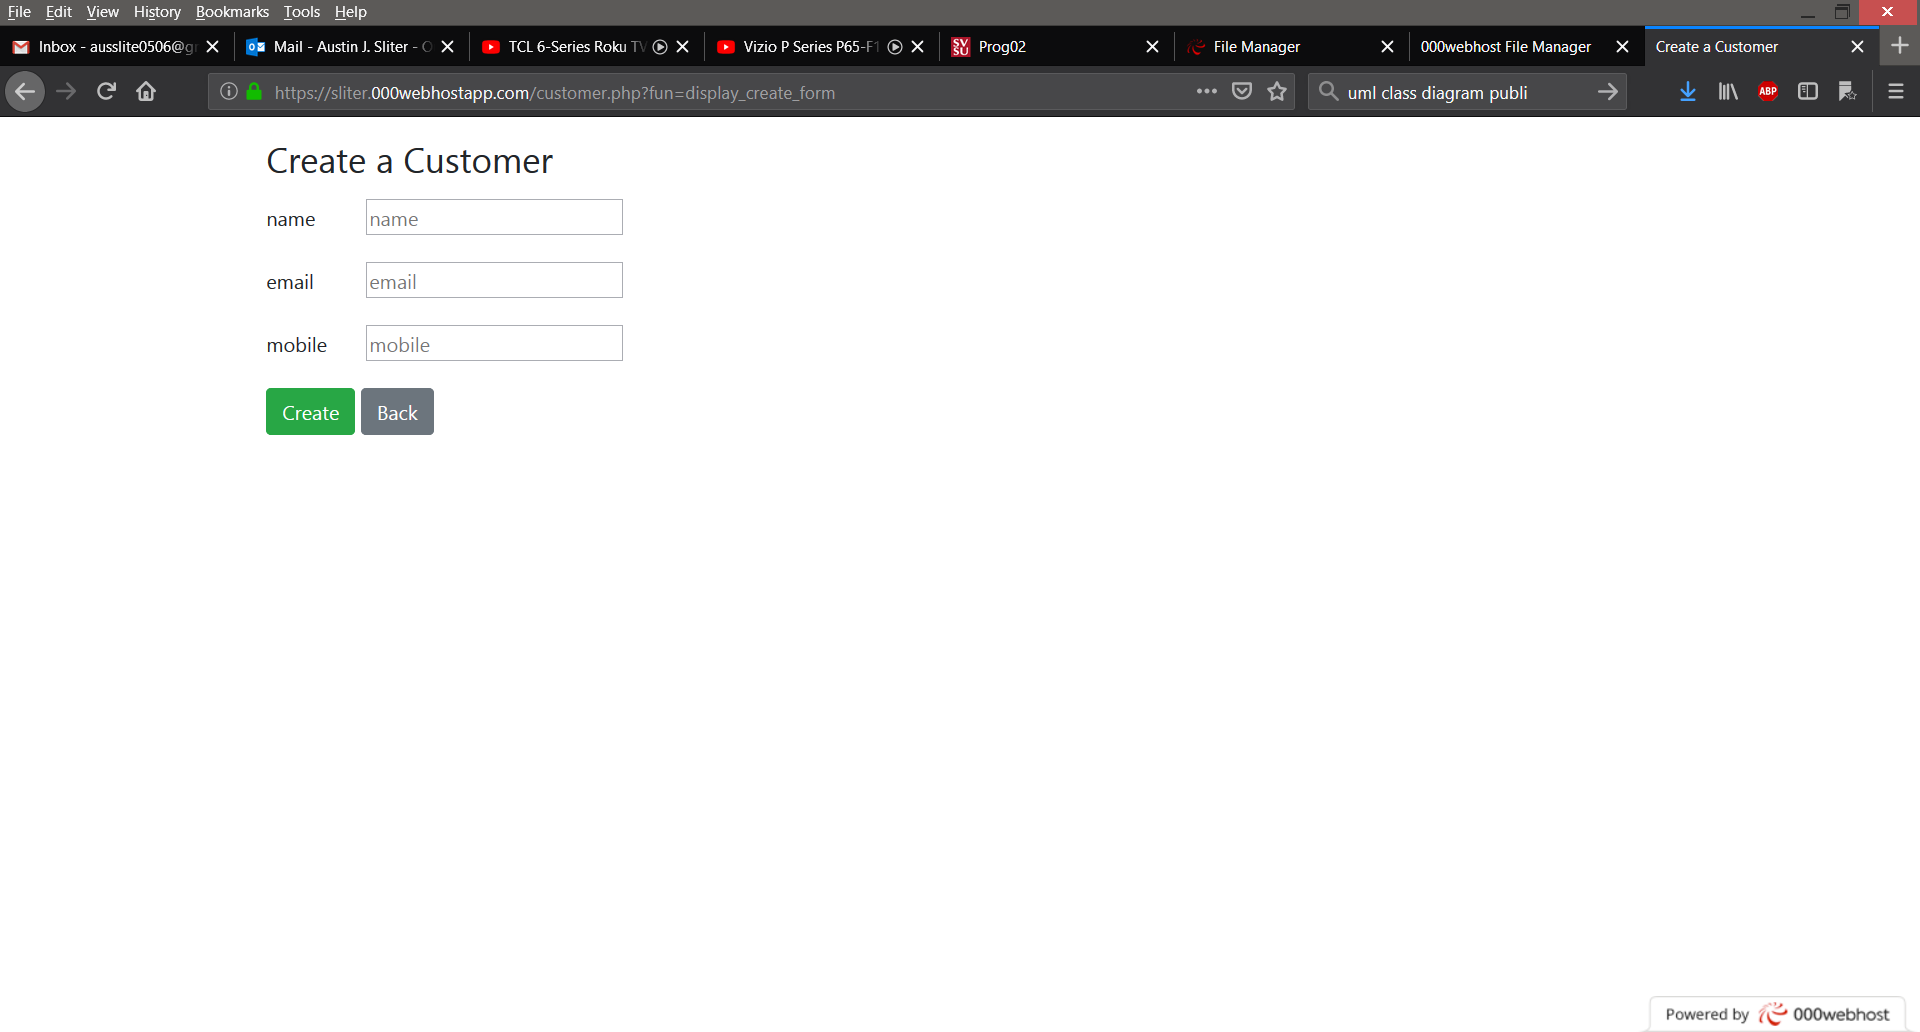 File Edit View History Bookmarks Tools Help
Inbox - ausslite0506@g Mail - Austin J. Sliter - O TCL 6-Series Roku TV Vizio P Series P65-F1 SVSU Prog02 File Manager 000webhost File Manager Create a Customer
https://sliter.000webhostapp.com/customer.php?fun=display_create_form uml class diagram publi ABP
Create a Customer
name name
email email
mobile mobile
Create Back
Powered by 000webhost